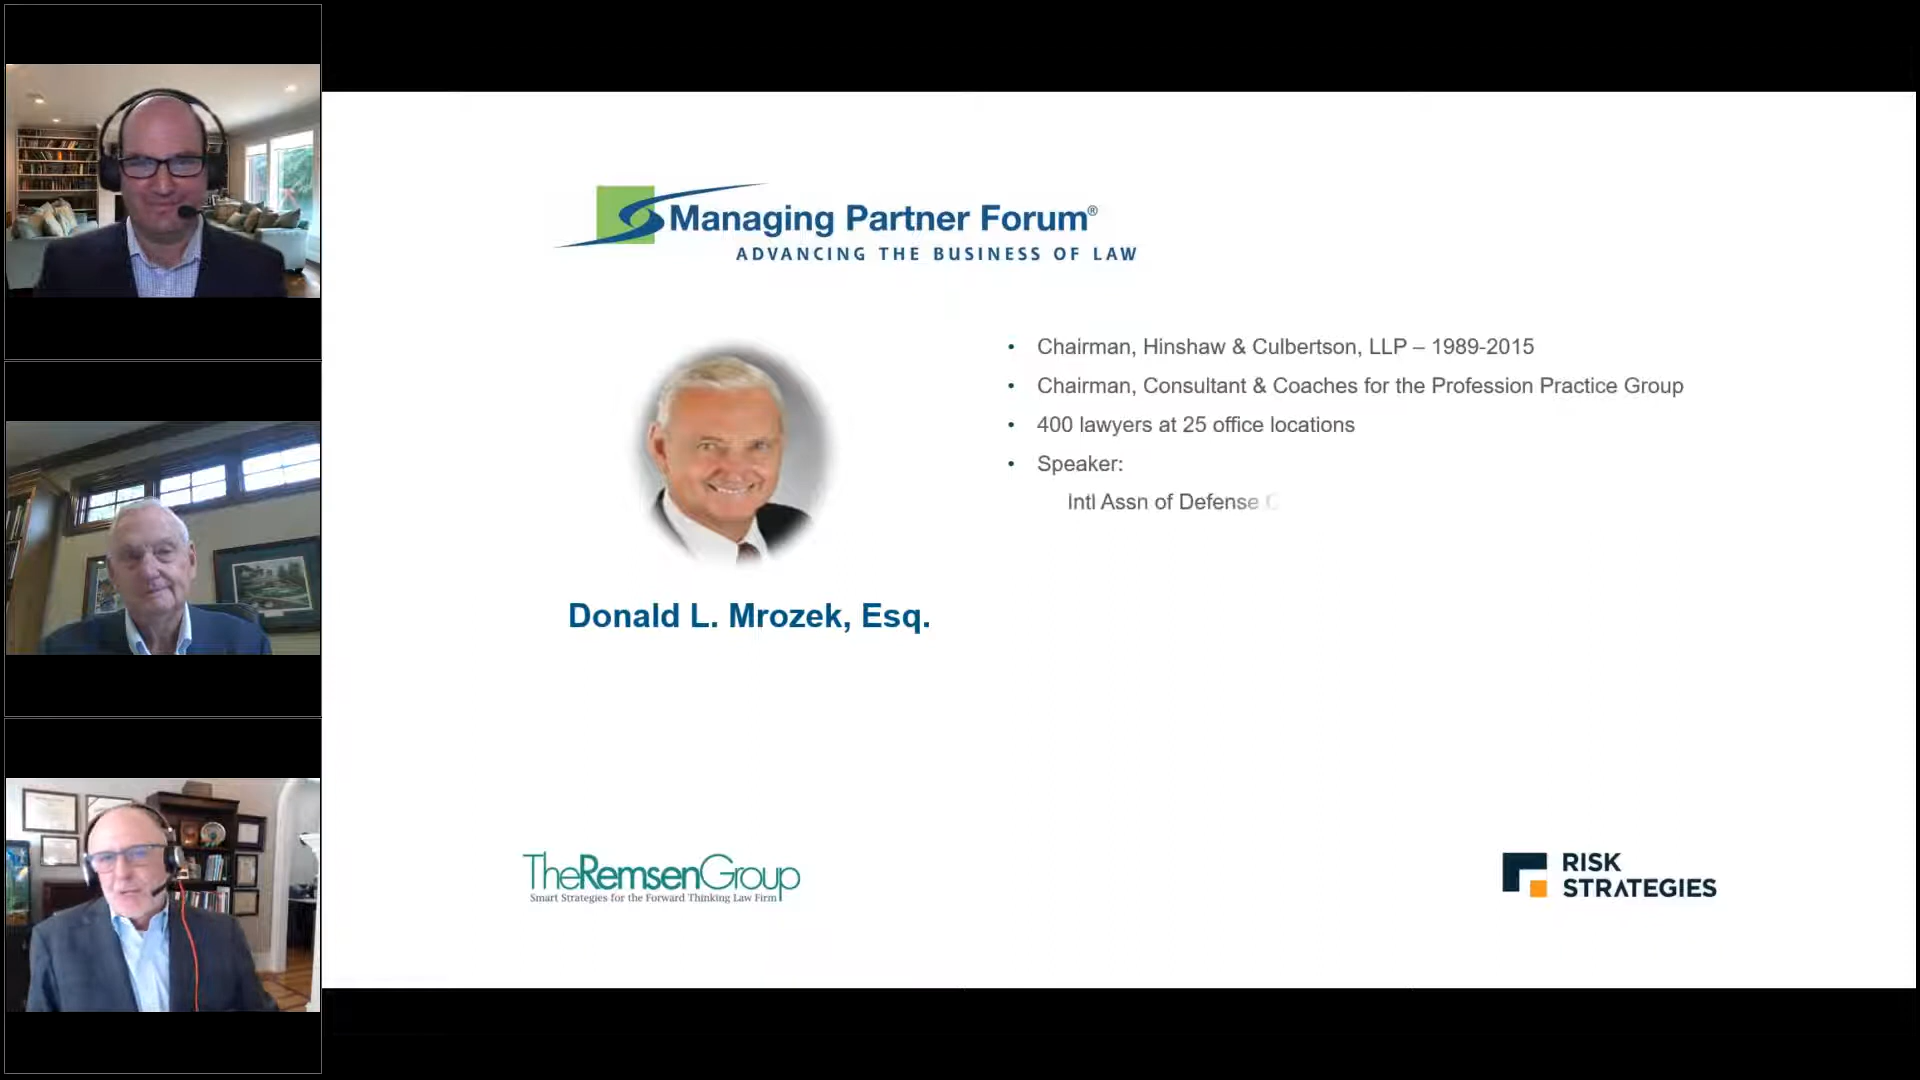 Managing Partner Forum®
ADVANCING THE BUSINESS OF LAW
• Chairman, Hinshaw & Culbertson, LLP – 1989-2015
• Chairman, Consultant & Coaches for the Profession Practice Group
• 400 lawyers at 25 office locations
• Speaker:
Intl Assn of Defense
Donald L. Mrozek, Esq.
TheRemsenGroup
Smart Strategies for the Forward Thinking Law Firm
RISK
STRATEGIES